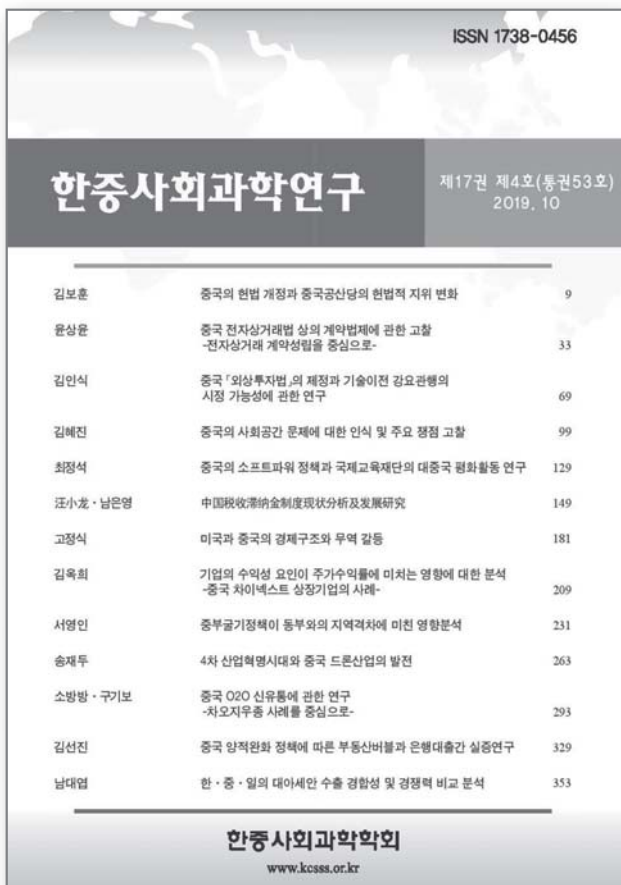 ISSN 1738-0456
한중사회과학연구
제17권 제4호(통권53호)
2019. 10
김보훈 중국의 헌법 개정과 중국공산당의 헌법적 지위 변화 9
윤상윤 중국 전자상거래법 상의 계약법제에 관한 고찰
-전자상거래 계약성립을 중심으로- 33
김인식 중국 「외상투자법」의 제정과 기술이전 강요관행의
시정 가능성에 관한 연구 69
김혜진 중국의 사회공간 문제에 대한 인식 및 주요 쟁점 고찰 99
최정석 중국의 소프트파워 정책과 국제교육재단의 대중국 평화활동 연구 129
汪小龙・남은영 中国税收滞纳金制度现状分析及发展研究 149
고정식 미국과 중국의 경제구조와 무역 갈등 181
김옥희 기업의 수익성 요인이 주가수익률에 미치는 영향에 대한 분석
-중국 차이넥스트 상장기업의 사례- 209
서영인 중부굴기정책이 동부와의 지역격차에 미친 영향분석 231
송재두 4차 산업혁명시대와 중국 드론산업의 발전 263
소방방・구기보 중국 O2O 신유통에 관한 연구
-차오지우종 사례를 중심으로- 293
김선진 중국 양적완화 정책에 따른 부동산버블과 은행대출간 실증연구 329
남대엽 한・중・일의 대아세안 수출 경합성 및 경쟁력 비교 분석 353
한중사회과학학회
www.kcsss.or.kr